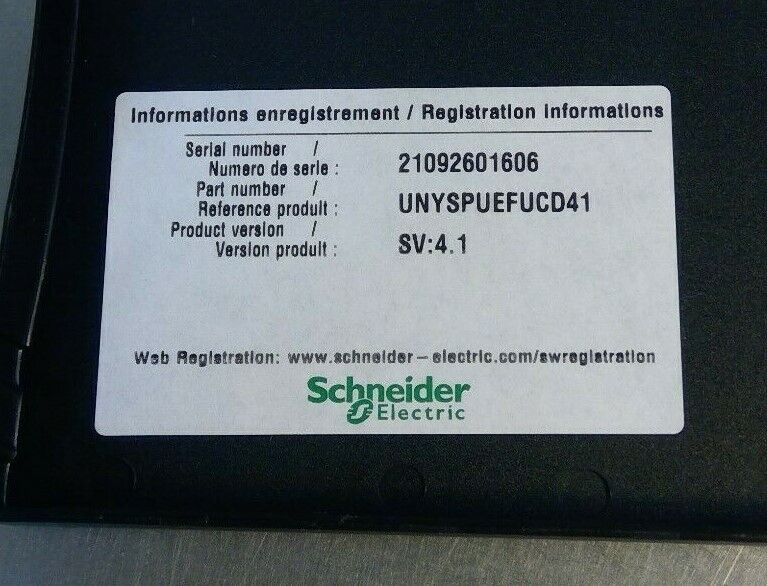 Informations enregistrement / Registration Informations
Serial number /
Numero de serie : 21092601606
Part number /
Reference produit : UNYSPUEFUCD41
Product version /
Version produit : SV:4.1
Web Registration: www.schneider-electric.com/swregistration
Schneider
Electric